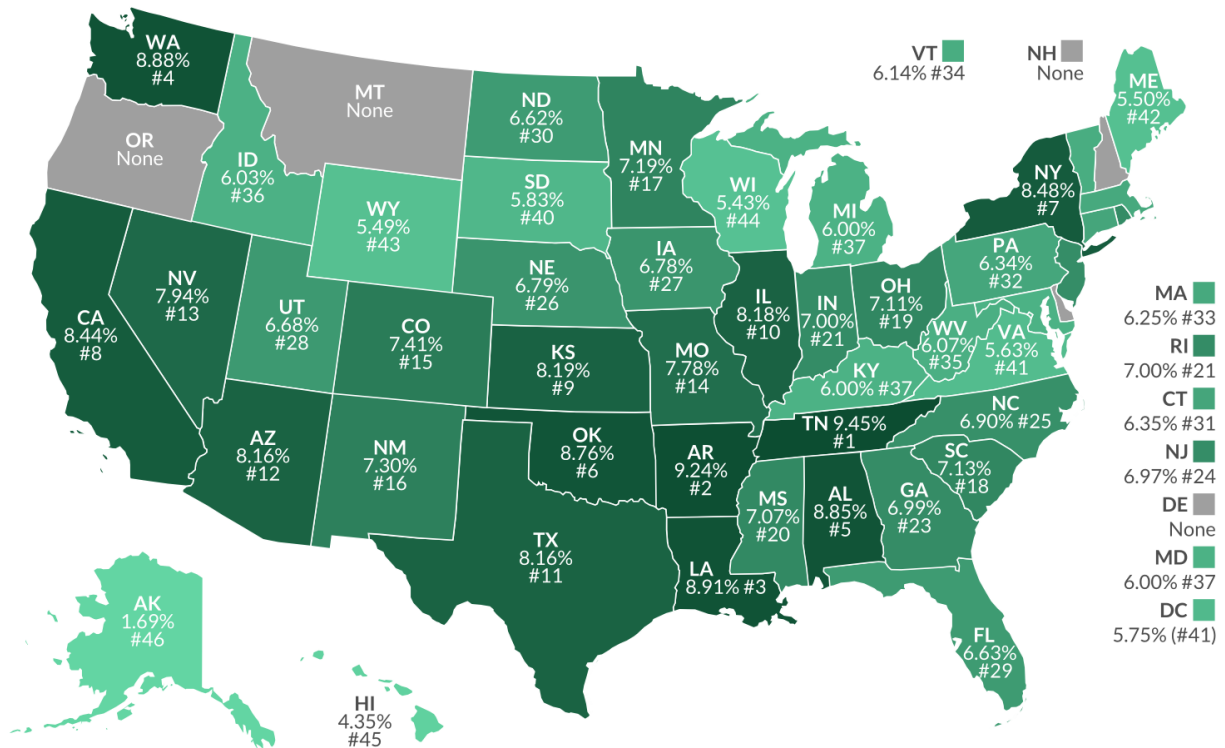 WA
8.88%
#4
MT
None
OR
None
ID
6.03%
#36
ND
6.62%
#30
MN
7.19%
#17
SD
5.83%
#40
WY
5.49%
#43
WI
5.43%
#44
MI
6.00%
#37
VT
6.14% #34
NH
None
ME
5.50%
#42
NY
8.48%
#7
PA
6.34%
#32
CA
8.44%
#8
NV
7.94%
#13
UT
6.68%
#28
CO
7.41%
#15
NE
6.79%
#26
IA
6.78%
#27
KS
8.19%
#9
MO
7.78%
#14
IL
8.18%
#10
IN
7.00%
#21
OH
7.11%
#19
WV
6.07%
#35
VA
5.63%
#41
KY
6.00% #37
MA
6.25% #33
RI
7.00% #21
CT
6.35% #31
NJ
6.97% #24
DE
None
MD
6.00% #37
DC
5.75% (#41)
AZ
8.16%
#12
NM
7.30%
#16
OK
8.76%
#6
AR
9.24%
#2
TN 9.45%
#1
NC
6.90% #25
SC
7.13%
#18
TX
8.16%
#11
LA
8.91% #3
MS
7.07%
#20
AL
8.85%
#5
GA
6.99%
#23
FL
6.63%
#29
AK
1.69%
#46
HI
4.35%
#45